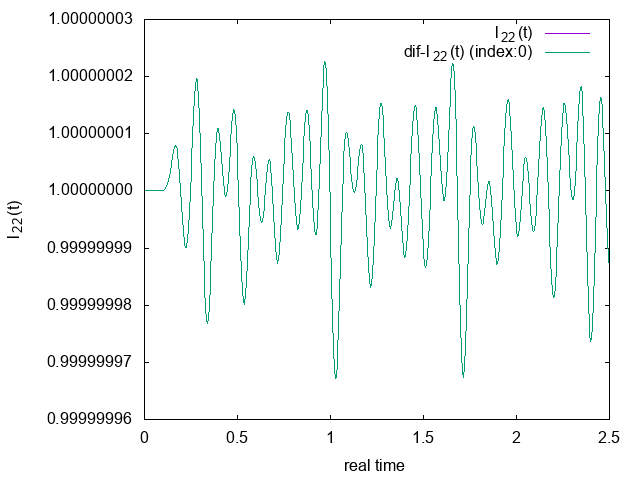 1.00000003
1.00000002
1.00000001
1.00000000
0.99999999
0.99999998
0.99999997
0.99999996
0 0.5 1 1.5 2 2.5
I22(t)
real time
I22(t)
dif-I22(t) (index:0)